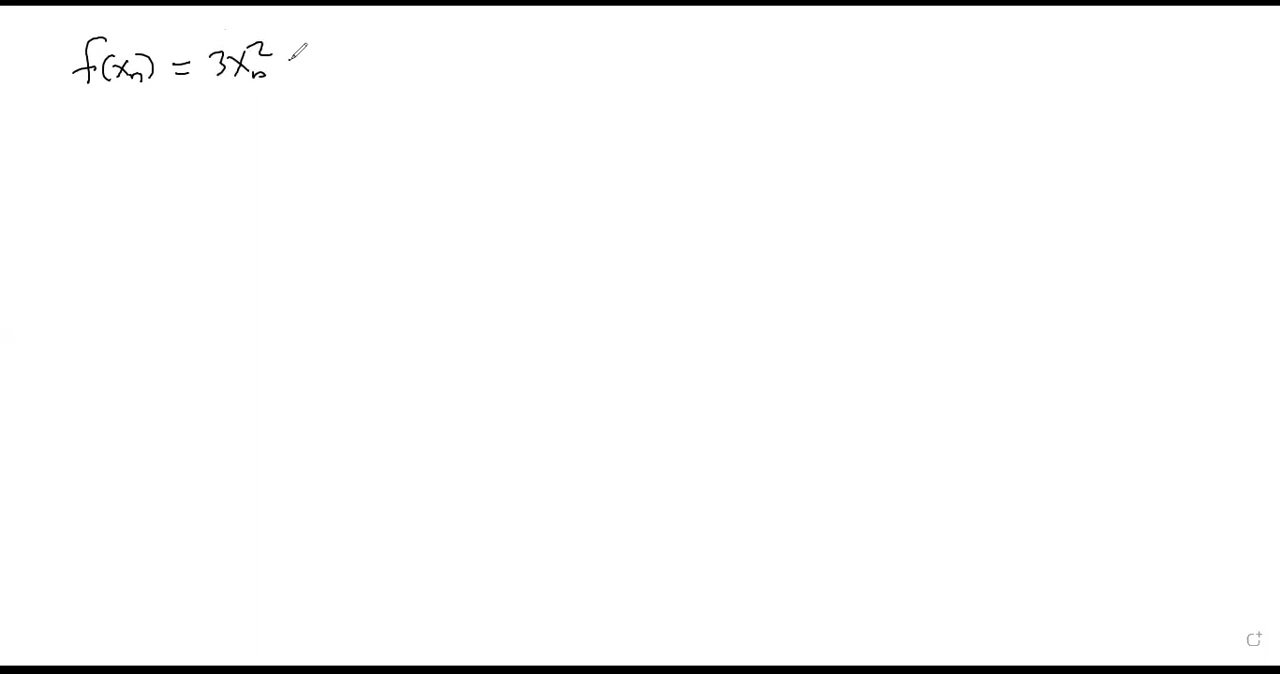 f(xₙ) = 3xₙ²